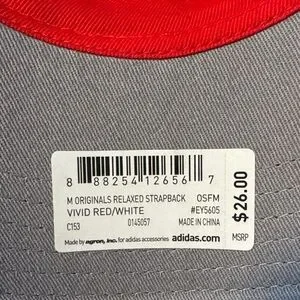 8 88254 12656 7
M ORIGINALS RELAXED STRAPBACK OSFM
VIVID RED/WHITE #EY5605
C153 0145057 MADE IN CHINA
Made by agron, inc. for adidas accessories adidas.com
$26.00
MSRP